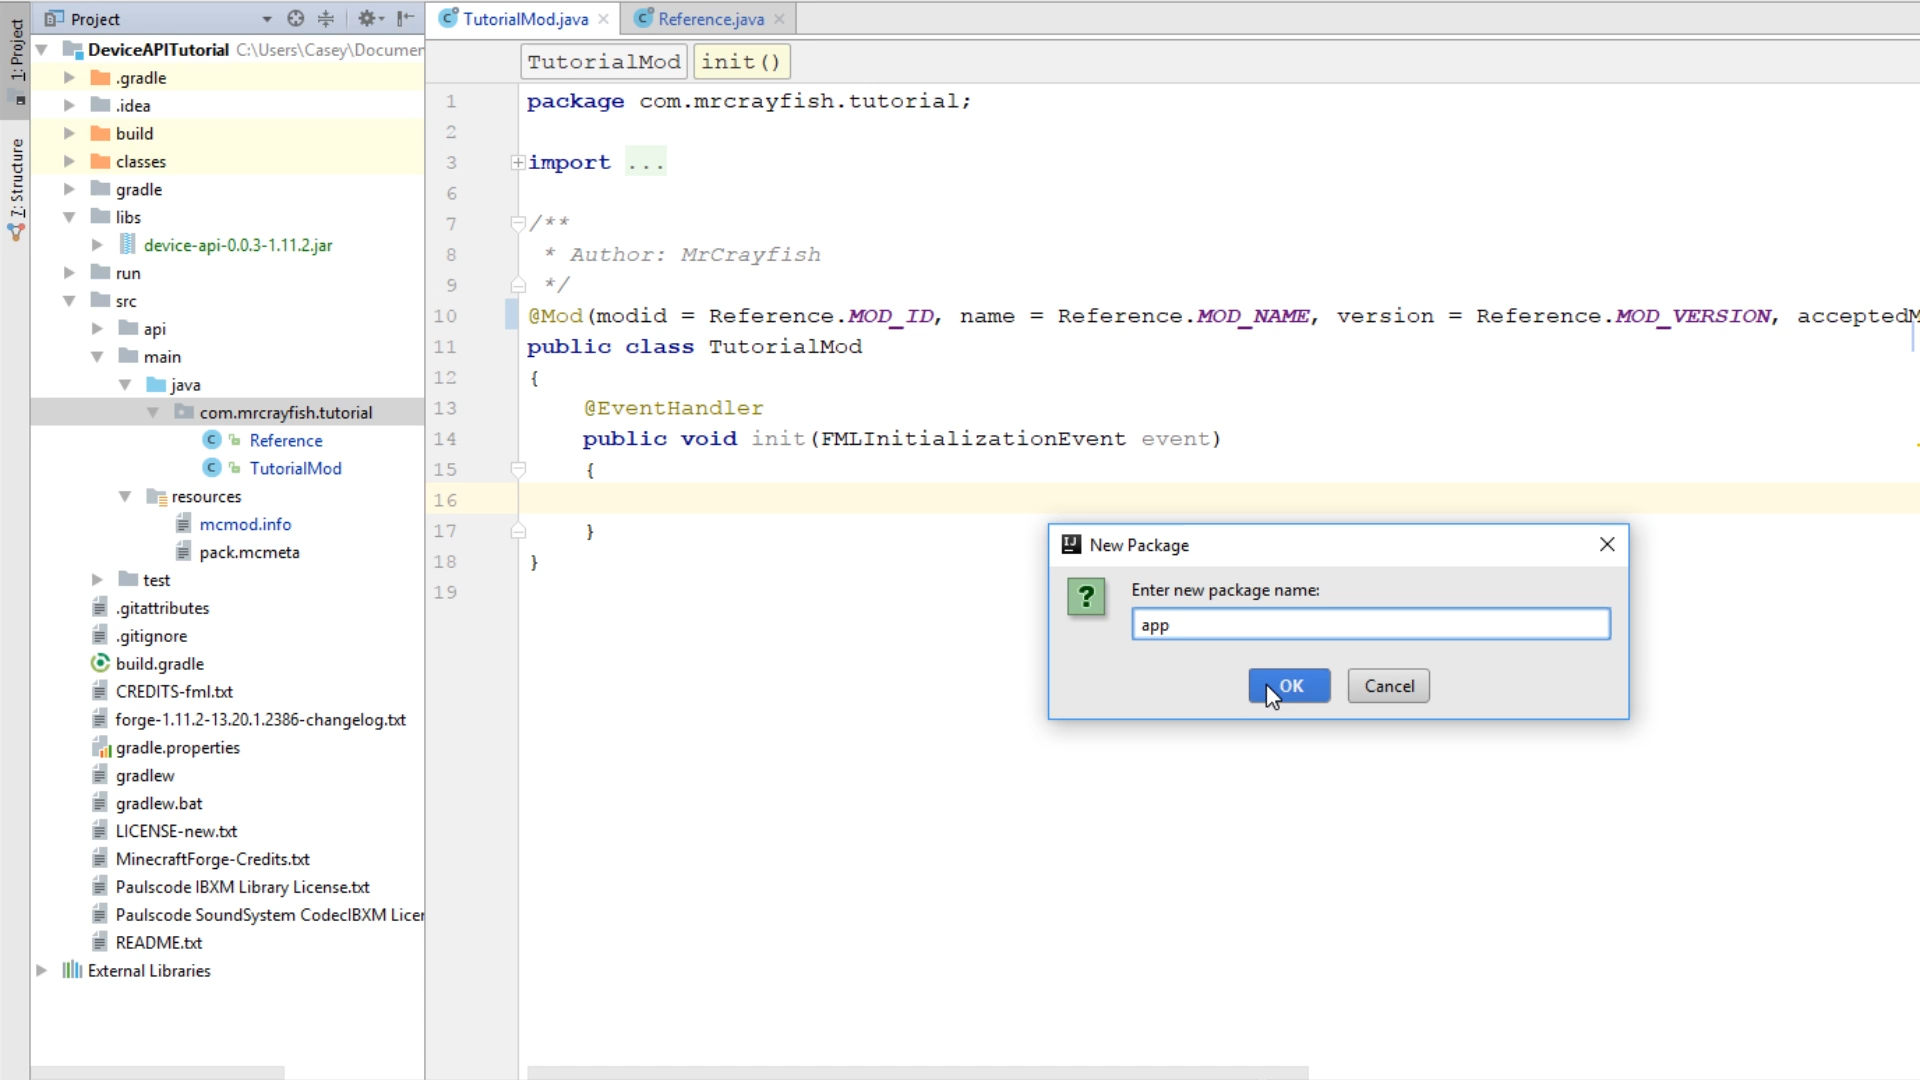 1: Project
7: Structure
Project
DeviceAPITutorial C:\Users\Casey\Documen
.gradle
.idea
build
classes
gradle
libs
device-api-0.0.3-1.11.2.jar
run
src
api
main
java
com.mrcrayfish.tutorial
Reference
TutorialMod
resources
mcmod.info
pack.mcmeta
test
.gitattributes
.gitignore
build.gradle
CREDITS-fml.txt
forge-1.11.2-13.20.1.2386-changelog.txt
gradle.properties
gradlew
gradlew.bat
LICENSE-new.txt
MinecraftForge-Credits.txt
Paulscode IBXM Library License.txt
Paulscode SoundSystem CodecIBXM Licer
README.txt
External Libraries
TutorialMod.java
Reference.java
TutorialMod init()
1 package com.mrcrayfish.tutorial;
2
3 import ...
6
7 /**
8 * Author: MrCrayfish
9 */
10 @Mod(modid = Reference.MOD_ID, name = Reference.MOD_NAME, version = Reference.MOD_VERSION, acceptedM
11 public class TutorialMod
12 {
13 @EventHandler
14 public void init(FMLInitializationEvent event)
15 {
16
17 }
18 }
19
New Package
Enter new package name:
app
OK
Cancel